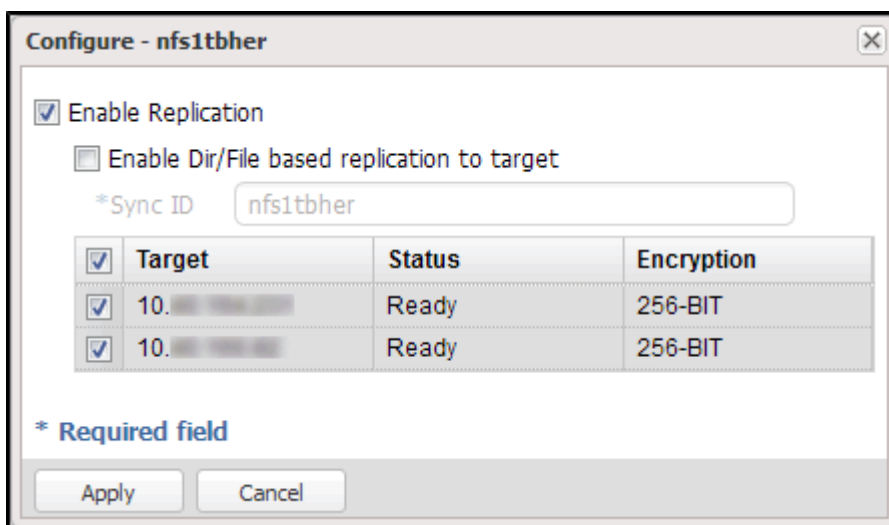 Configure - nfs1tbher
Enable Replication
Enable Dir/File based replication to target
*Sync ID nfs1tbher
Target Status Encryption
10. Ready 256-BIT
10. Ready 256-BIT
* Required field
Apply Cancel